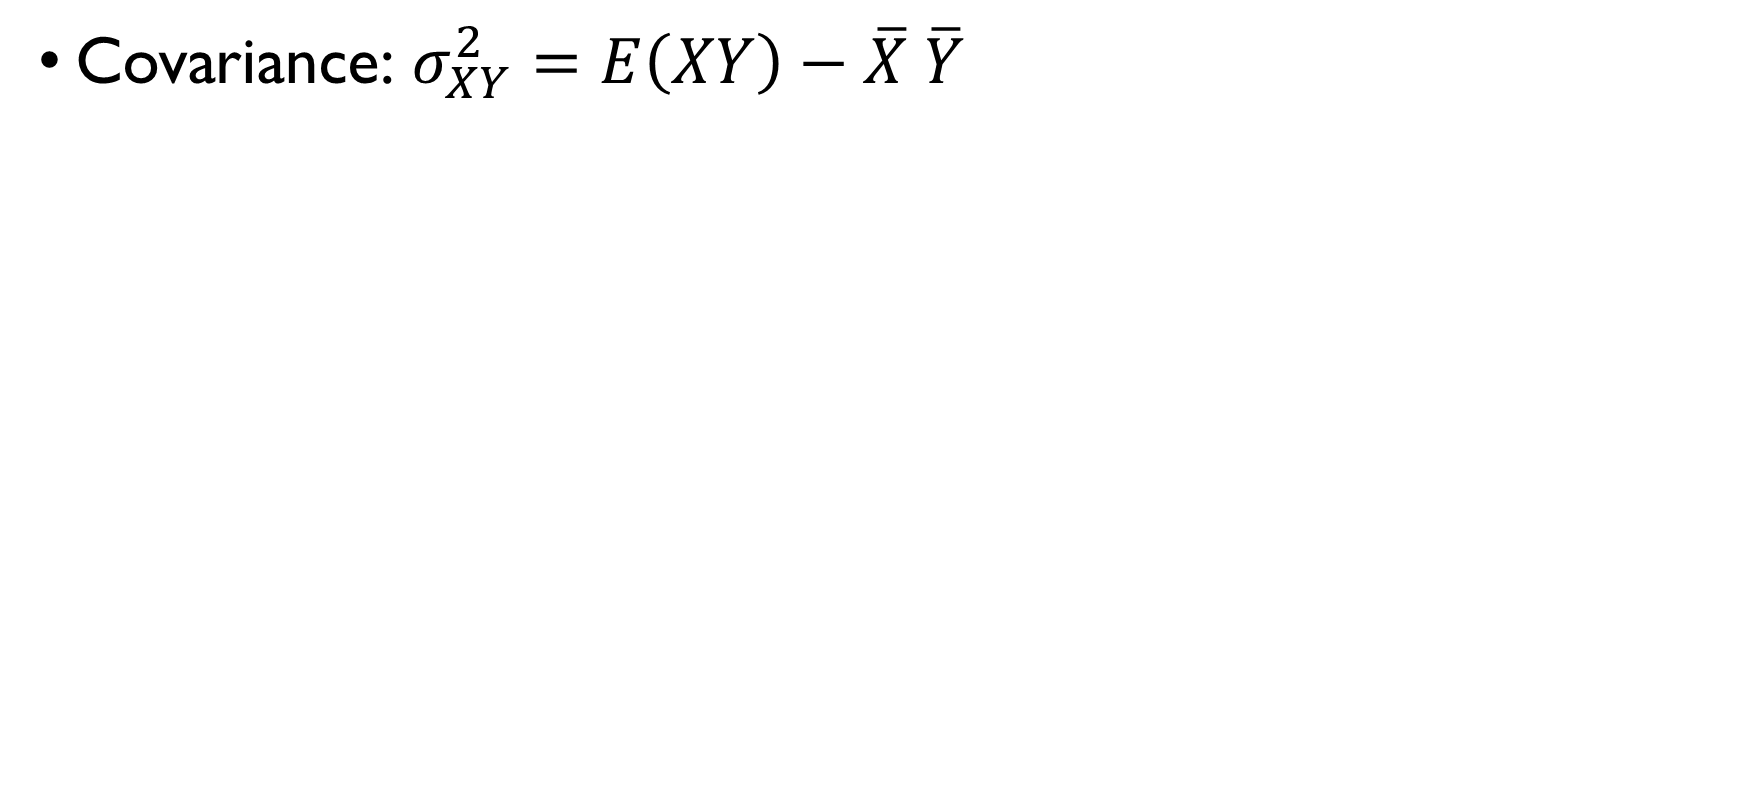 • Covariance: σ²_XY = E(XY) − X̅ Y̅